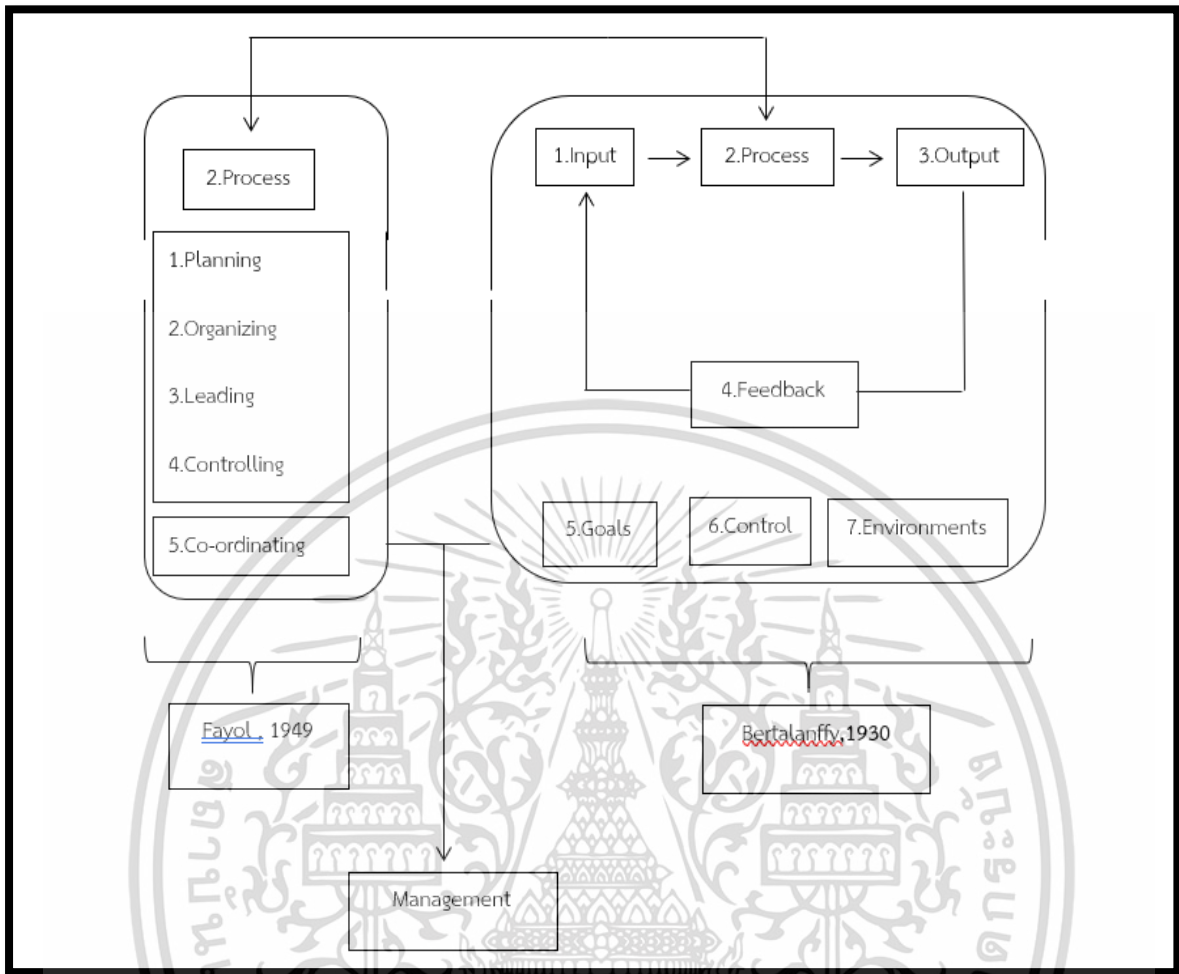 2.Process
1.Planning
2.Organizing
3.Leading
4.Controlling
5.Co-ordinating
1.Input
2.Process
3.Output
4.Feedback
5.Goals
6.Control
7.Environments
Fayol , 1949
Bertalanffy,1930
Management